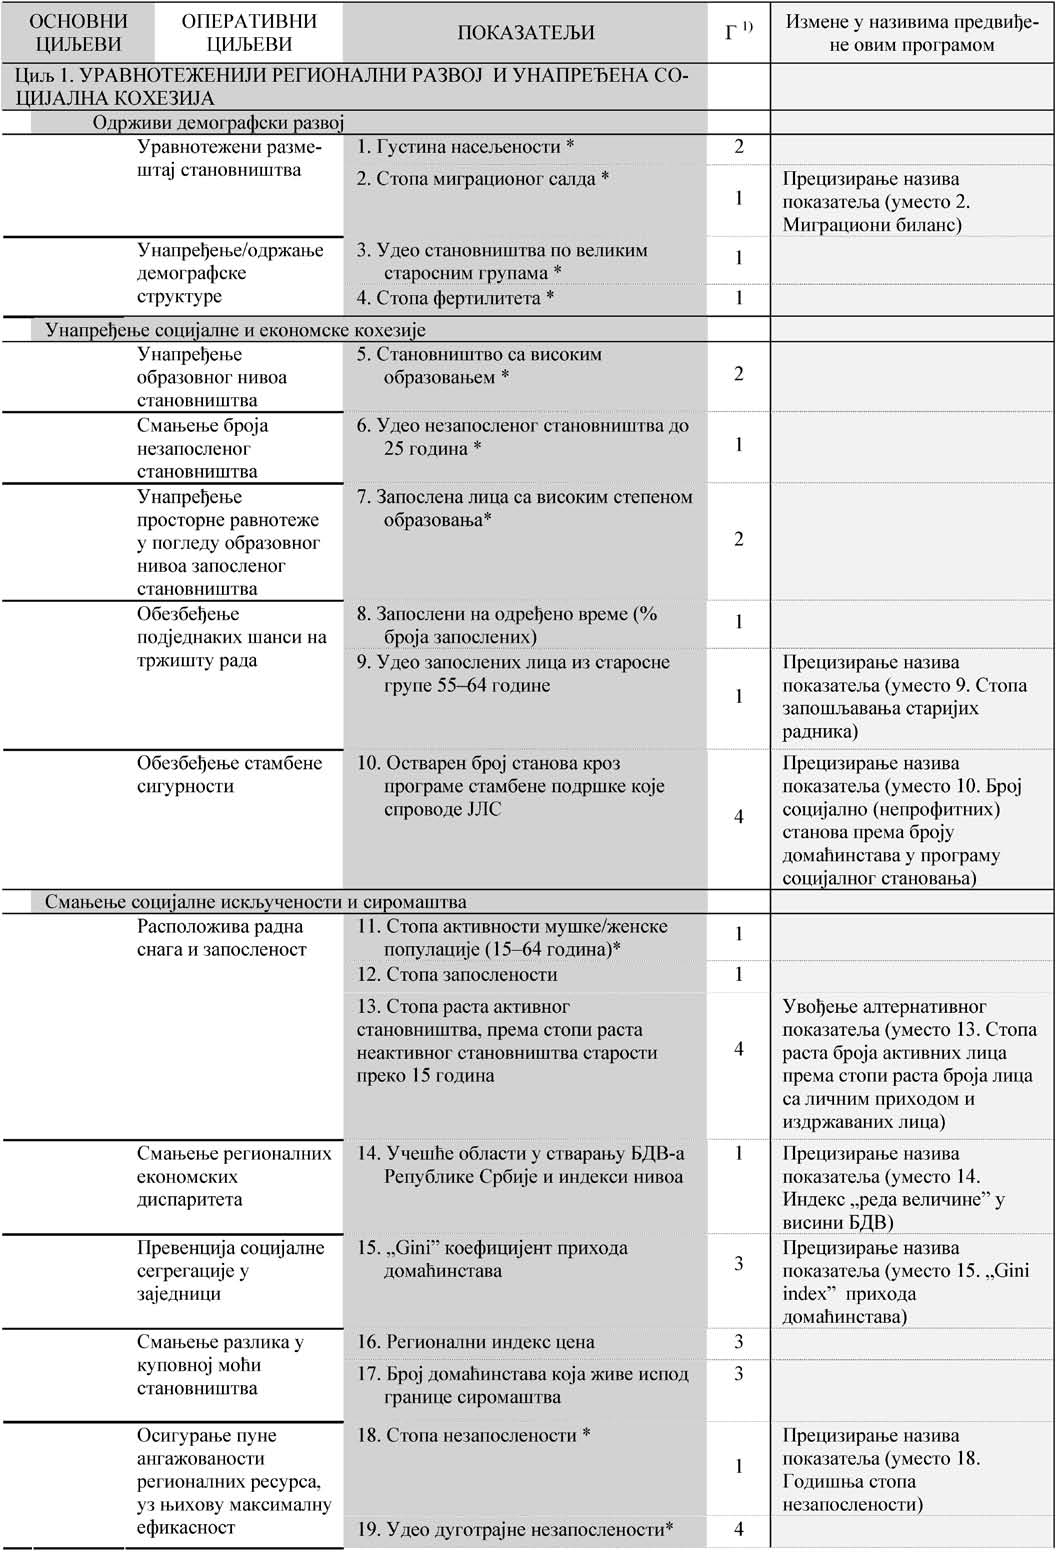 ОСНОВНИ
ЦИЉЕВИ
ОПЕРАТИВНИ
ЦИЉЕВИ
ПОКАЗАТЕЉИ
Г 1)
Измене у називима предвиђе-
не овим програмом
Циљ 1. УРАВНОТЕЖЕНИЈИ РЕГИОНАЛНИ РАЗВОЈ И УНАПРЕЂЕНА СО-
ЦИЈАЛНА КОХЕЗИЈА
Одрживи демографски развој
Уравнотежени разме-
штај становништва
1. Густина насељености *
2
2. Стопа миграционог салда *
1
Прецизирање назива
показатеља (уместо 2.
Миграциони биланс)
Унапређење/одржање
демографске
структуре
3. Удео становништва по великим
старосним групама *
1
4. Стопа фертилитета *
1
Унапређење социјалне и економске кохезије
Унапређење
образовног нивоа
становништва
5. Становништво са високим
образовањем *
2
Смањење броја
незапосленог
становништва
6. Удео незапосленог становништва до
25 година *
1
Унапређење
просторне равнотеже
у погледу образовног
нивоа запосленог
становништва
7. Запослена лица са високим степеном
образовања*
2
Обезбеђење
подједнаких шанси на
тржишту рада
8. Запослени на одређено време (%
броја запослених)
1
9. Удео запослених лица из старосне
групе 55–64 године
1
Прецизирање назива
показатеља (уместо 9. Стопа
запошљавања старијих
радника)
Обезбеђење стамбене
сигурности
10. Остварен број станова кроз
програме стамбене подршке које
спроводе ЈЛС
4
Прецизирање назива
показатеља (уместо 10. Број
социјално (непрофитних)
станова према броју
домаћинстава у програму
социјалног становања)
Смањење социјалне искључености и сиромаштва
Расположива радна
снага и запосленост
11. Стопа активности мушке/женске
популације (15–64 година)*
1
12. Стопа запослености
1
13. Стопа раста активног
становништва, према стопи раста
неактивног становништва старости
преко 15 година
4
Увођење алтернативног
показатеља (уместо 13. Стопа
раста броја активних лица
према стопи раста броја лица
са личним приходом и
издржаваних лица)
Смањење регионалних
економских
диспаритета
14. Учешће области у стварању БДВ-а
Републике Србије и индекси нивоа
1
Прецизирање назива
показатеља (уместо 14.
Индекс „реда величине” у
висини БДВ)
Превенција социјалне
сегрегације у
заједници
15. „Gini” коефицијент прихода
домаћинстава
3
Прецизирање назива
показатеља (уместо 15. „Gini
index” прихода
домаћинстава)
Смањење разлика у
куповној моћи
становништва
16. Регионални индекс цена
3
17. Број домаћинстава која живе испод
границе сиромаштва
3
Осигурање пуне
ангажованости
регионалних ресурса,
уз њихову максималну
ефикасност
18. Стопа незапослености *
1
Прецизирање назива
показатеља (уместо 18.
Годишња стопа
незапослености)
19. Удео дуготрајне незапослености*
4